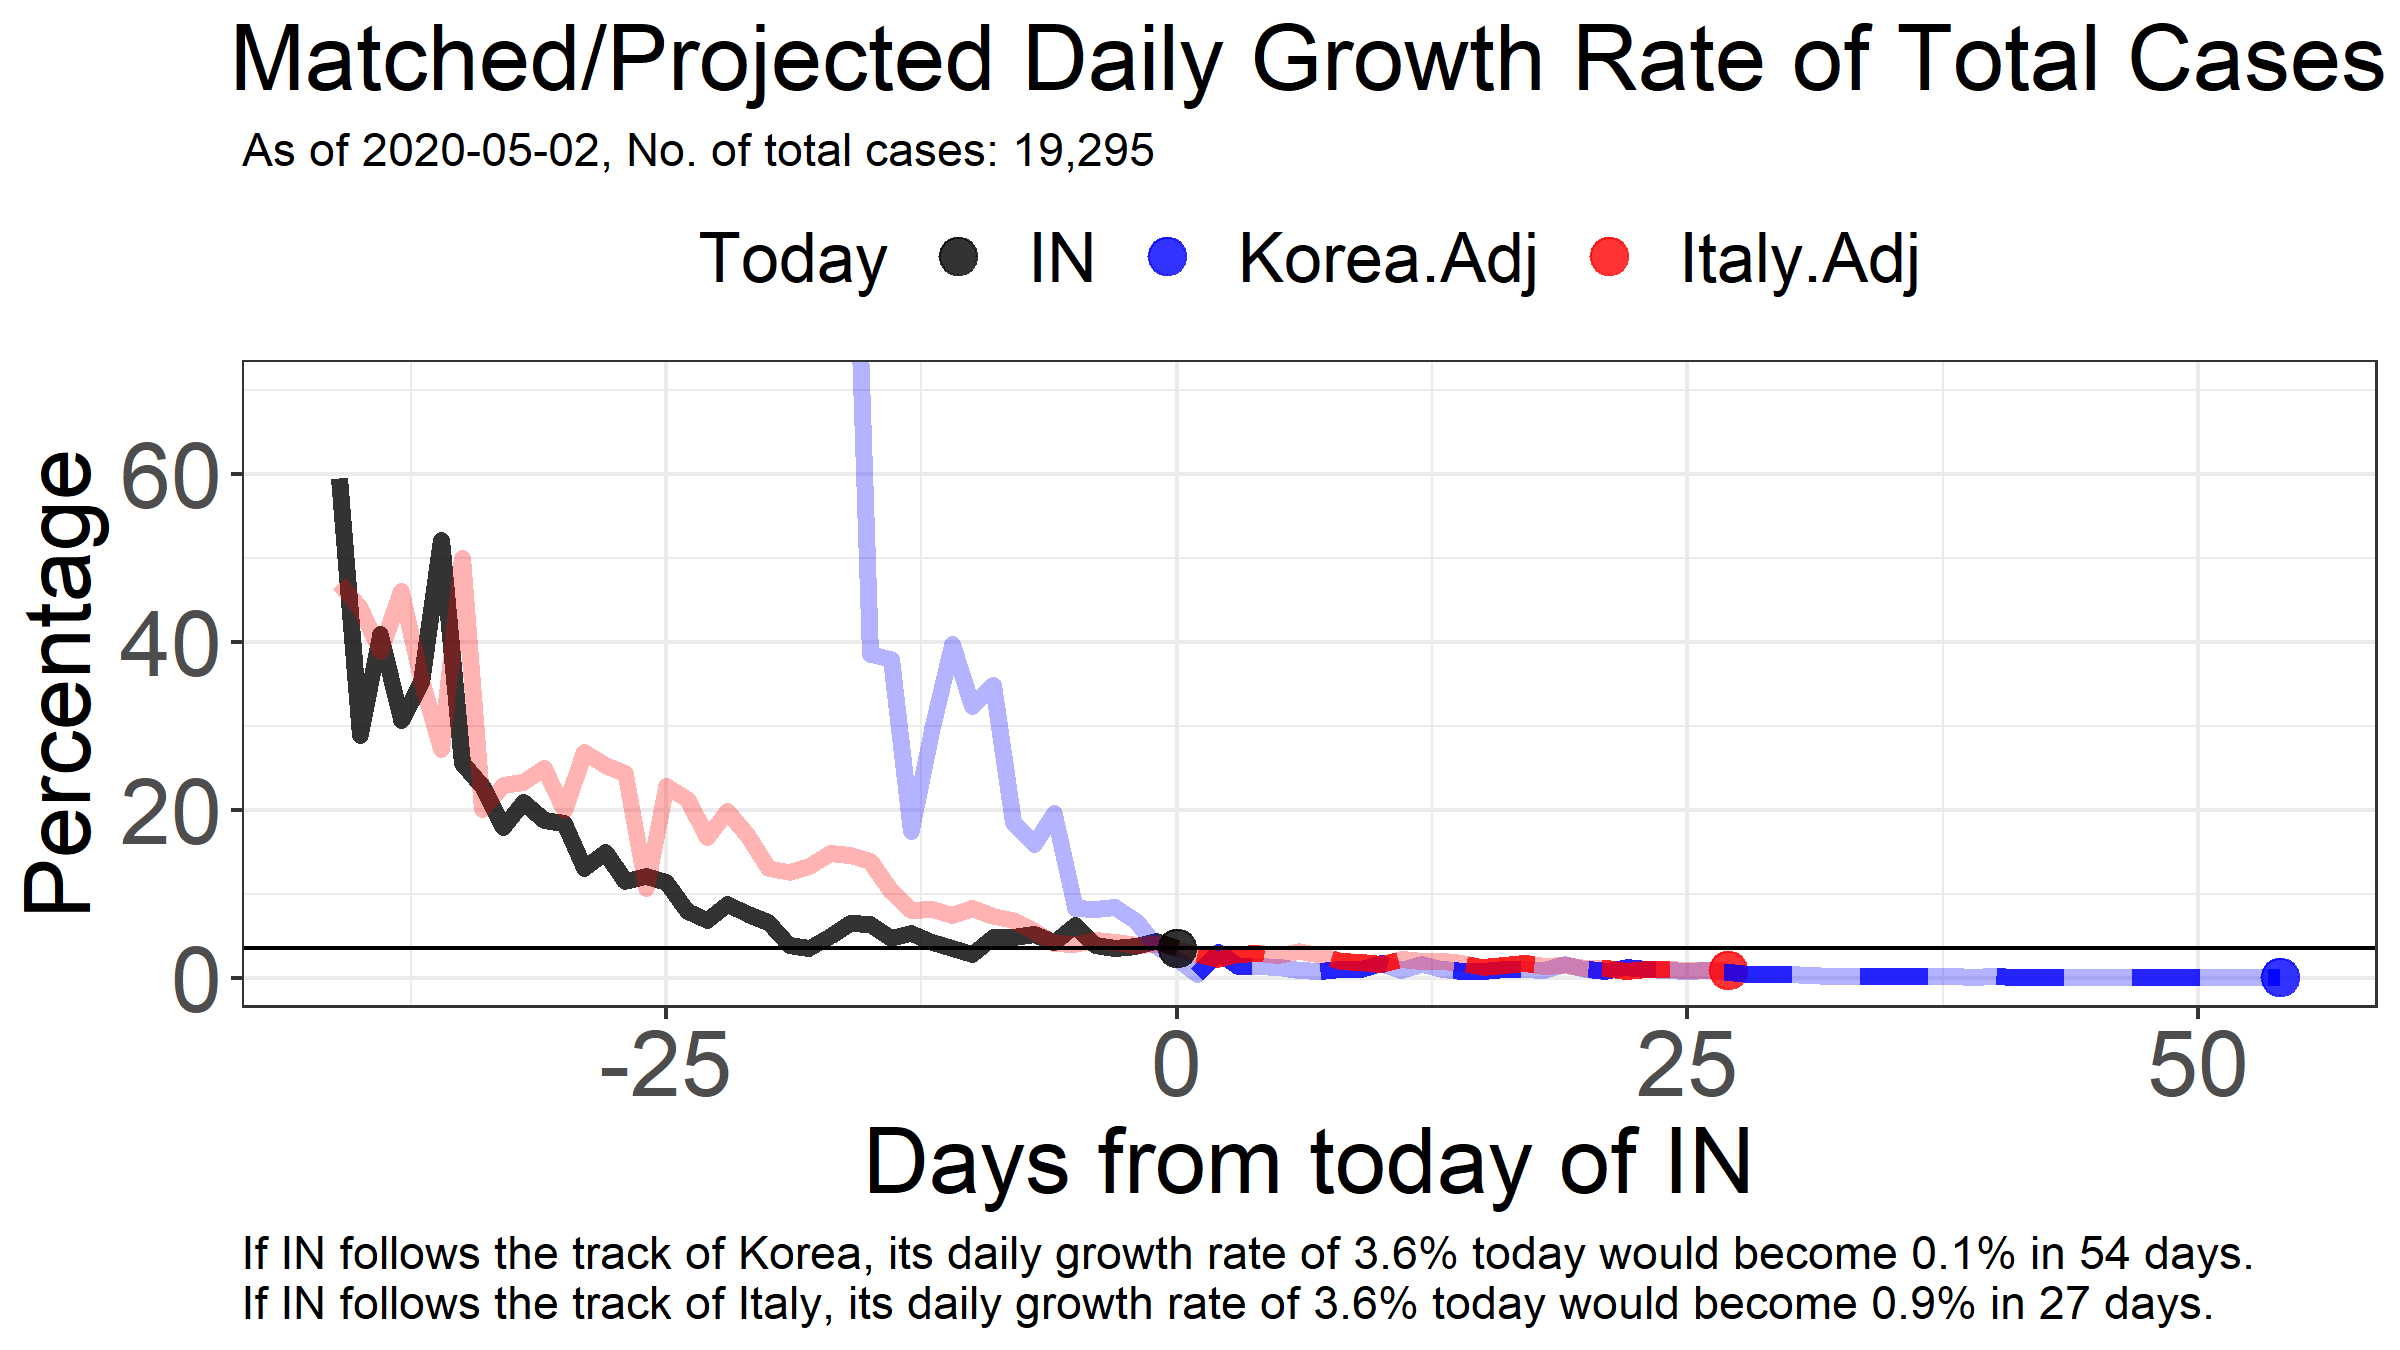 Matched/Projected Daily Growth Rate of Total Cases
As of 2020-05-02, No. of total cases: 19,295
Today IN Korea.Adj Italy.Adj
Percentage
60
40
20
0
-25 0 25 50
Days from today of IN
If IN follows the track of Korea, its daily growth rate of 3.6% today would become 0.1% in 54 days.
If IN follows the track of Italy, its daily growth rate of 3.6% today would become 0.9% in 27 days.